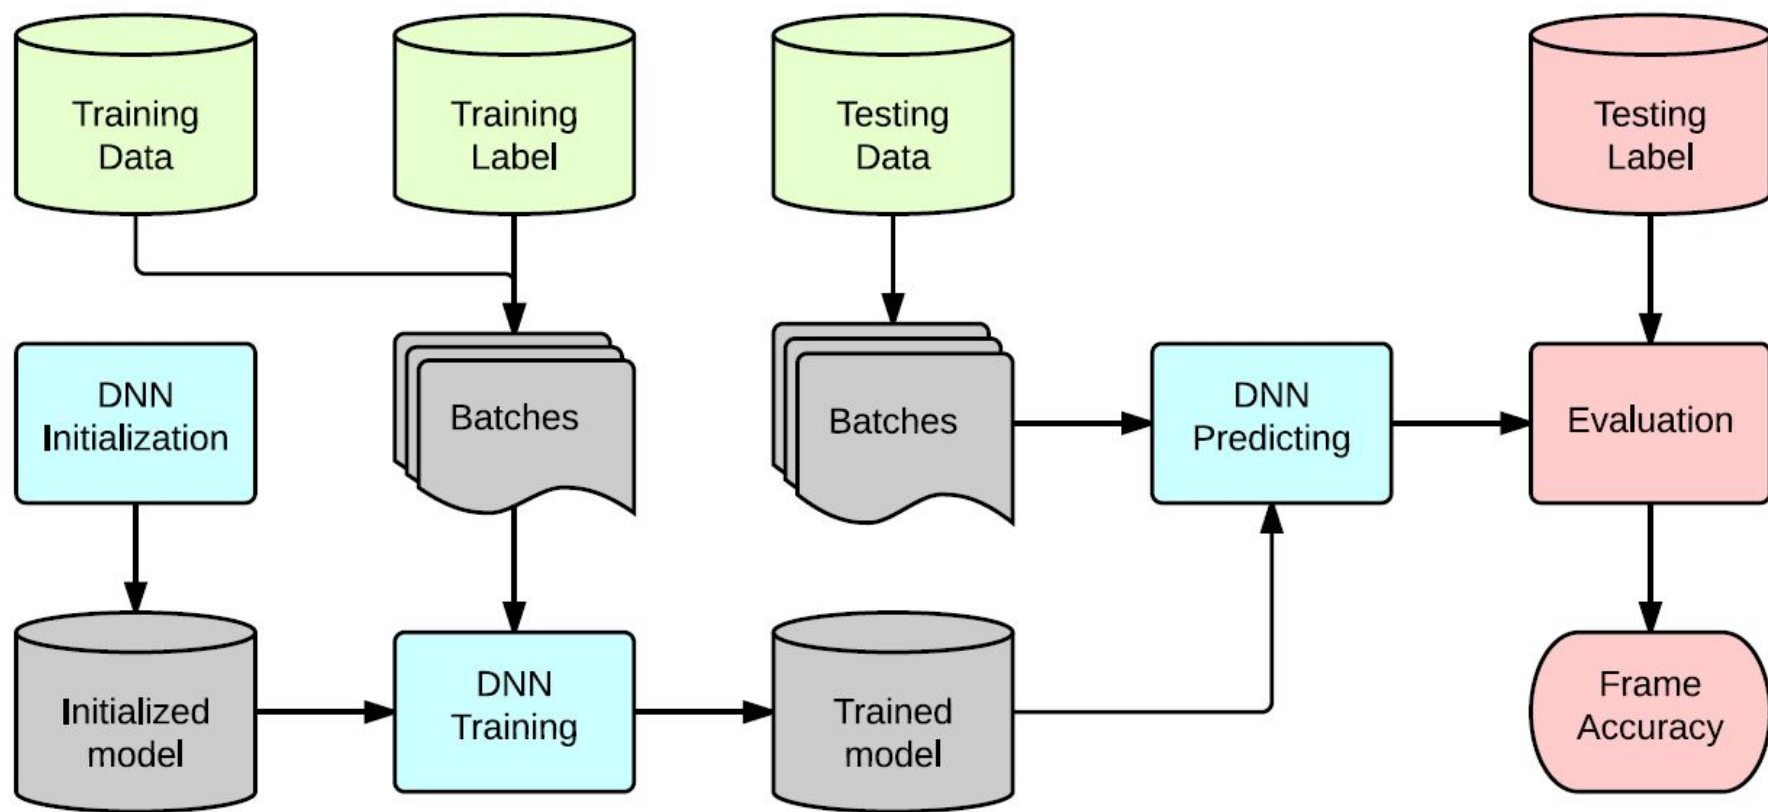 Training
Data
Training
Label
Testing
Data
Testing
Label
DNN
Initialization
Batches
Batches
DNN
Predicting
Evaluation
Initialized
model
DNN
Training
Trained
model
Frame
Accuracy